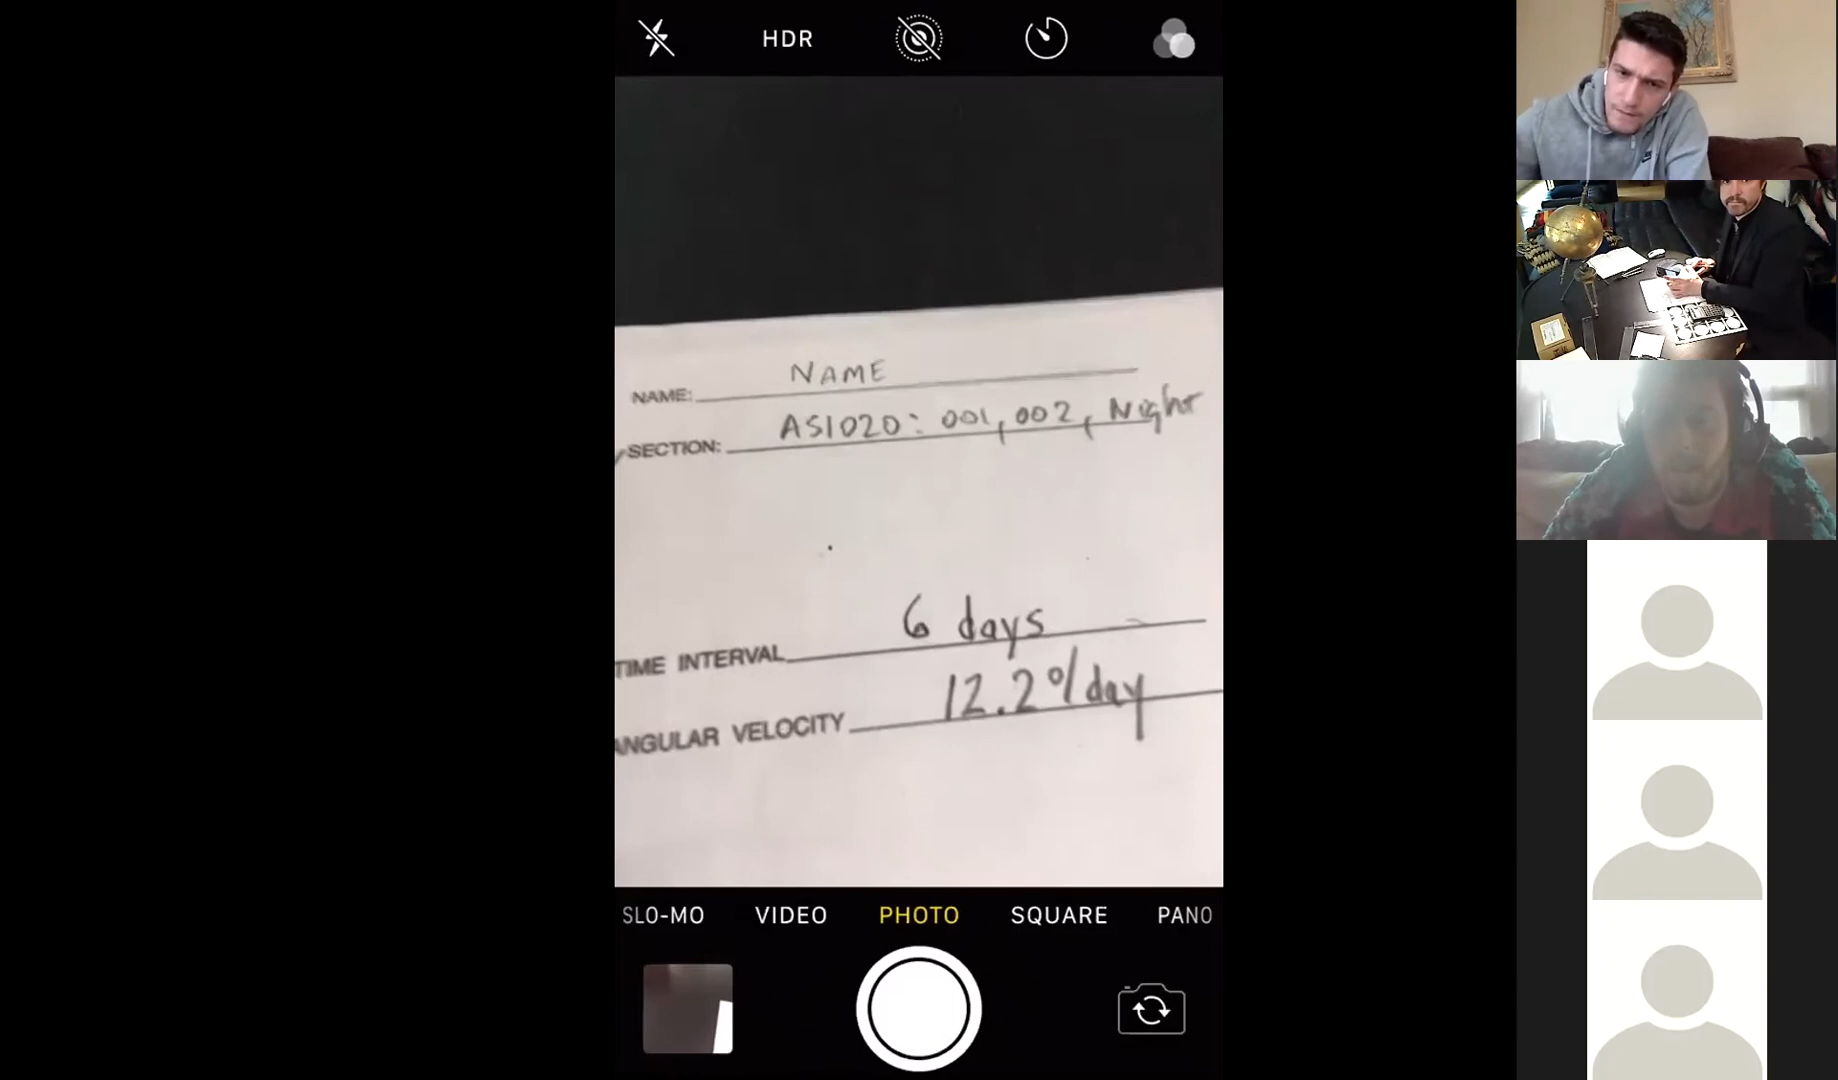 HDR
NAME: NAME
SECTION: AS1020: 001, 002, Night
TIME INTERVAL 6 days
ANGULAR VELOCITY 12.2°/day
SLO-MO VIDEO PHOTO SQUARE PANO